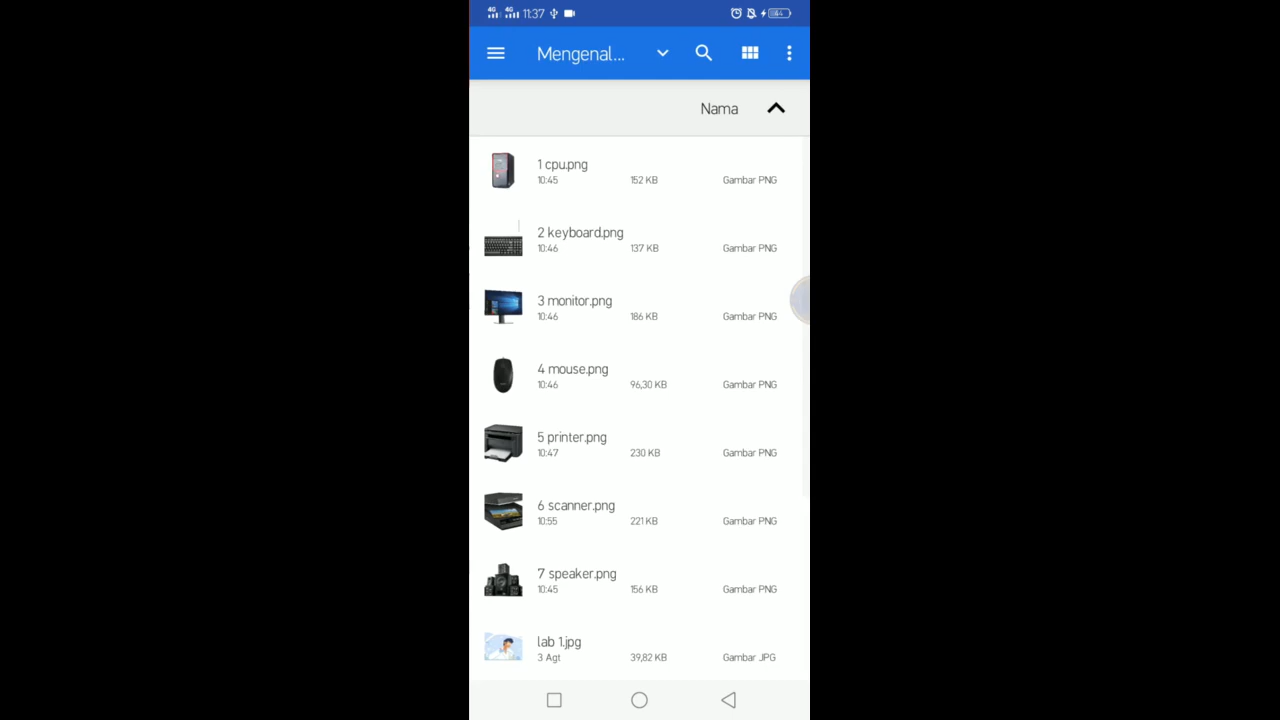 4G 4G 11:37 64
Mengenal...
Nama
1 cpu.png
10:45 152 KB Gambar PNG
2 keyboard.png
10:46 137 KB Gambar PNG
3 monitor.png
10:46 186 KB Gambar PNG
4 mouse.png
10:46 96,30 KB Gambar PNG
5 printer.png
10:47 230 KB Gambar PNG
6 scanner.png
10:55 221 KB Gambar PNG
7 speaker.png
10:45 156 KB Gambar PNG
lab 1.jpg
3 Agt 39,82 KB Gambar JPG